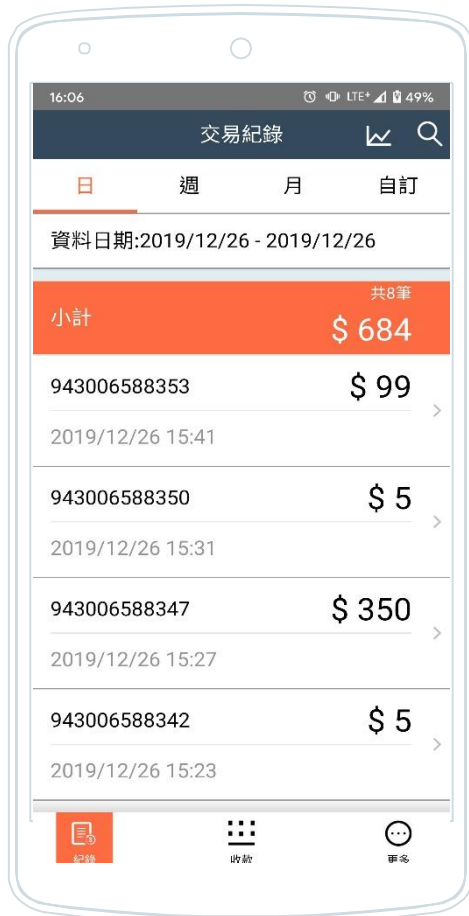 16:06 LTE+ 49%
交易紀錄
日 週 月 自訂
資料日期:2019/12/26 - 2019/12/26
共8筆
小計 $ 684
943006588353 $ 99
2019/12/26 15:41
943006588350 $ 5
2019/12/26 15:31
943006588347 $ 350
2019/12/26 15:27
943006588342 $ 5
2019/12/26 15:23
紀錄 收款 更多